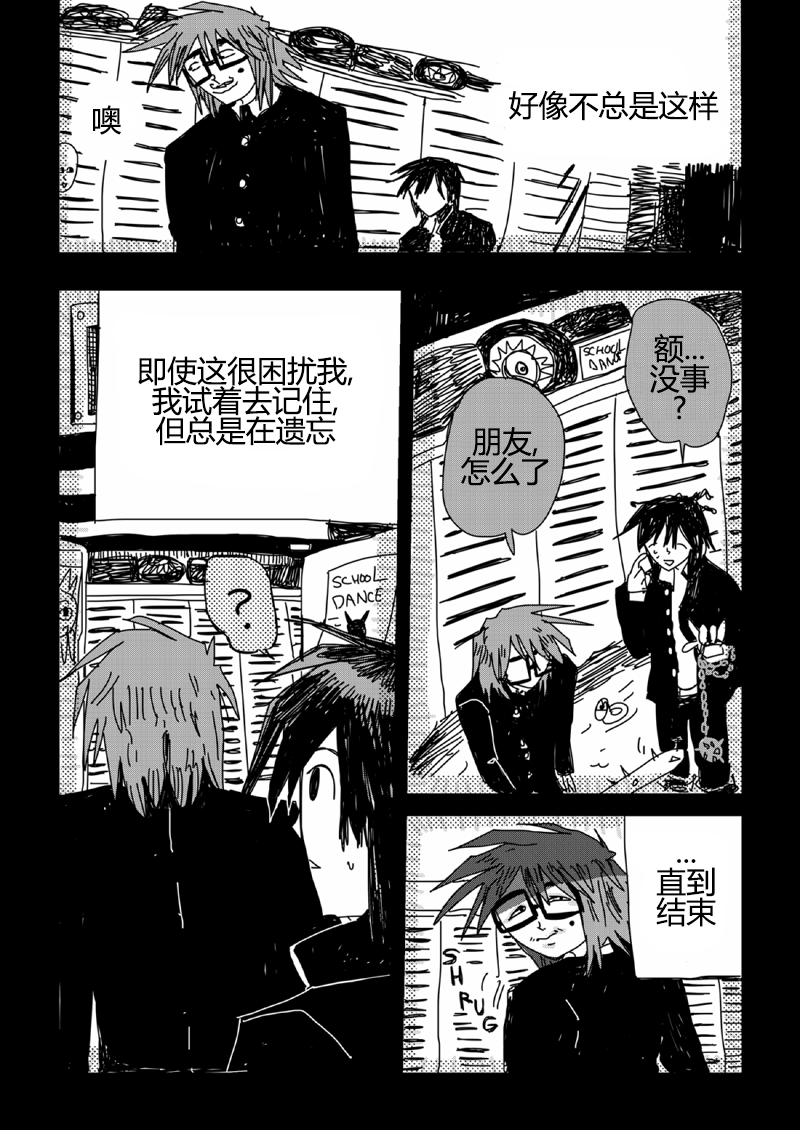 好像不总是这样
噢
额...
没事
?
朋友,
怎么了
SCHOOL
DANCE
即使这很困扰我,
我试着去记住,
但总是在遗忘
?
SCHOOL
DANCE
...
直到
结束
SHRUG